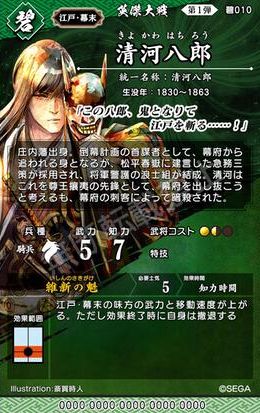 碧
江戸・幕末
英傑大戦
第1弾
碧010
きよかわはちろう
清河八郎
統一名称：清河八郎
生没年：1830～1863
「この八郎、鬼となりて
江戸を斬る……！」
庄内藩出身。倒幕計画の首謀者として、幕府から
追われる身となるが、松平春嶽に建言した急務三
策が採用され、将軍警護の浪士組が結成。清河は
これを尊王攘夷の先鋒として、幕府を出し抜こう
と考えるも、幕府の刺客によって暗殺された。
兵種 武力 知力 武将コスト
騎兵 5 7 特技
いしんのさきがけ 必要士気 効果時間
維新の魁 5 知力時間
効果範囲
江戸・幕末の味方の武力と移動速度が上が
る。ただし効果終了時に自身は撤退する
Illustration:斎賀時人
©SEGA
0000-0000-0000-0000-0000